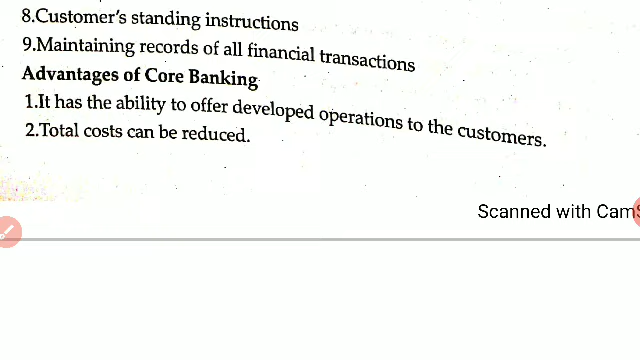 8.Customer's standing instructions
9.Maintaining records of all financial transactions
Advantages of Core Banking
1.It has the ability to offer developed operations to the customers.
2.Total costs can be reduced.
Scanned with Cam